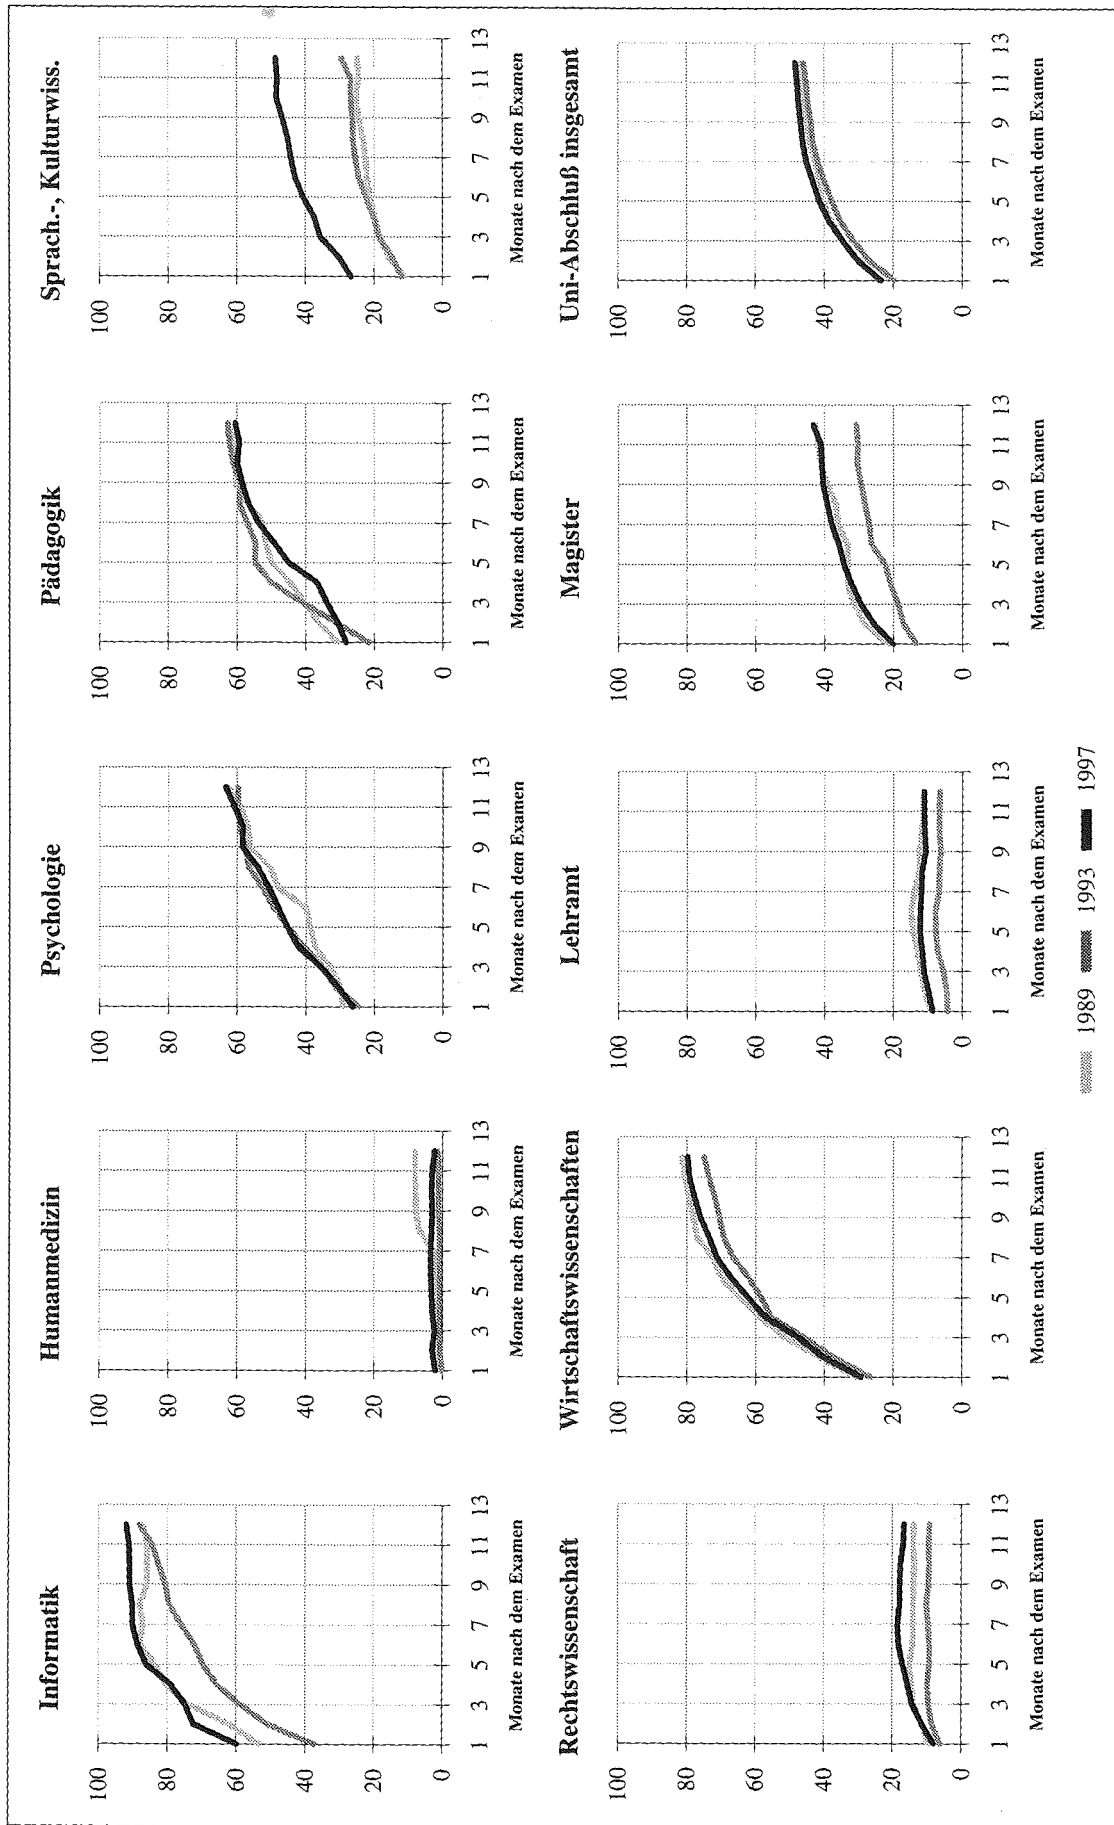 Informatik
100
80
60
40
20
0
1 3 5 7 9 11 13
Monate nach dem Examen
Humanmedizin
100
80
60
40
20
0
1 3 5 7 9 11 13
Monate nach dem Examen
Psychologie
100
80
60
40
20
0
1 3 5 7 9 11 13
Monate nach dem Examen
Pädagogik
100
80
60
40
20
0
1 3 5 7 9 11 13
Monate nach dem Examen
Sprach.-, Kulturwiss.
100
80
60
40
20
0
1 3 5 7 9 11 13
Monate nach dem Examen
Rechtswissenschaft
100
80
60
40
20
0
1 3 5 7 9 11 13
Monate nach dem Examen
Wirtschaftswissenschaften
100
80
60
40
20
0
1 3 5 7 9 11 13
Monate nach dem Examen
Lehramt
100
80
60
40
20
0
1 3 5 7 9 11 13
Monate nach dem Examen
Magister
100
80
60
40
20
0
1 3 5 7 9 11 13
Monate nach dem Examen
Uni-Abschluß insgesamt
100
80
60
40
20
0
1 3 5 7 9 11 13
Monate nach dem Examen
1989 1993 1997